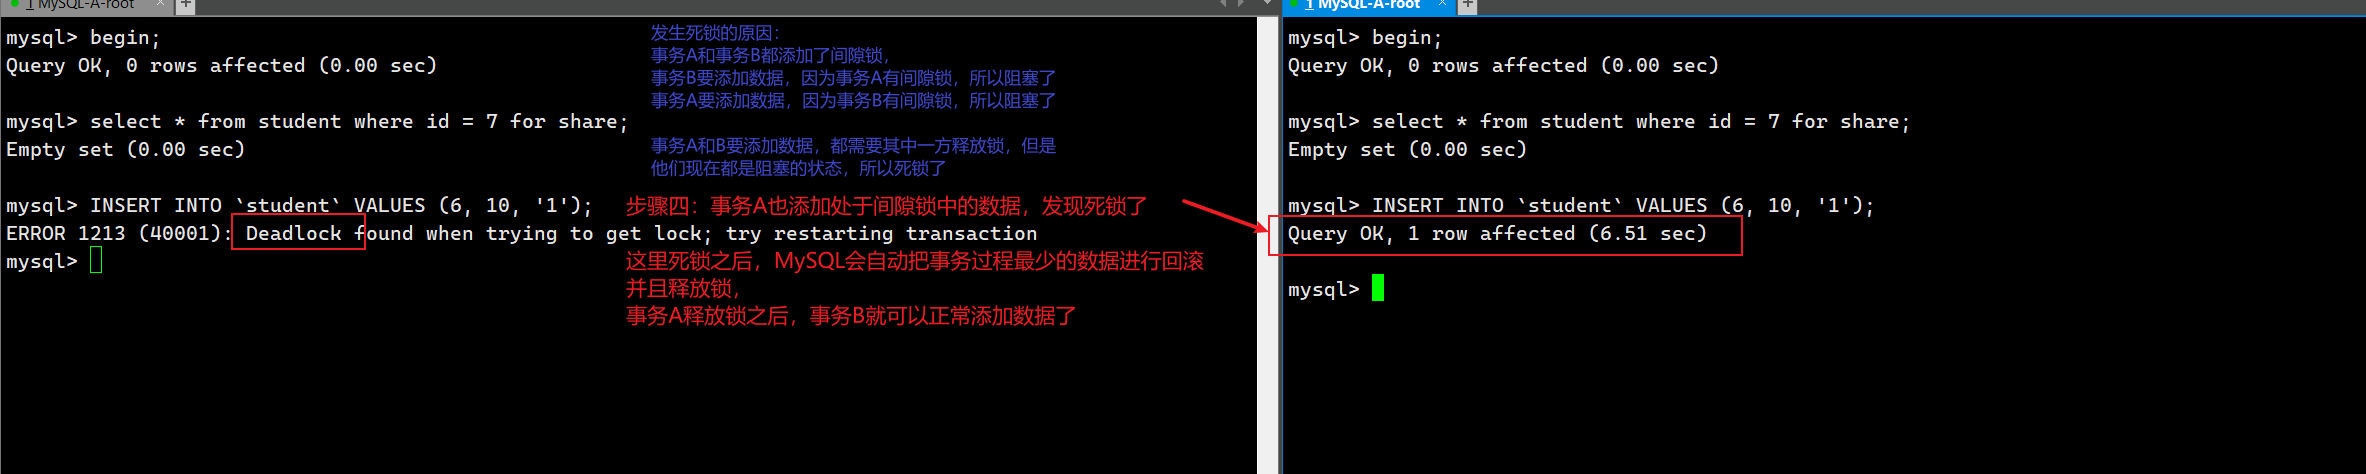 1 MySQL-A-root × +
mysql> begin;
Query OK, 0 rows affected (0.00 sec)
mysql> select * from student where id = 7 for share;
Empty set (0.00 sec)
mysql> INSERT INTO `student` VALUES (6, 10, '1');
ERROR 1213 (40001): Deadlock found when trying to get lock; try restarting transaction
mysql>
发生死锁的原因：
事务A和事务B都添加了间隙锁，
事务B要添加数据，因为事务A有间隙锁，所以阻塞了
事务A要添加数据，因为事务B有间隙锁，所以阻塞了
事务A和B要添加数据，都需要其中一方释放锁，但是
他们现在都是阻塞的状态，所以死锁了
步骤四：事务A也添加处于间隙锁中的数据，发现死锁了
这里死锁之后，MySQL会自动把事务过程最少的数据进行回滚
并且释放锁，
事务A释放锁之后，事务B就可以正常添加数据了
1 MySQL-A-root × +
mysql> begin;
Query OK, 0 rows affected (0.00 sec)
mysql> select * from student where id = 7 for share;
Empty set (0.00 sec)
mysql> INSERT INTO `student` VALUES (6, 10, '1');
Query OK, 1 row affected (6.51 sec)
mysql>